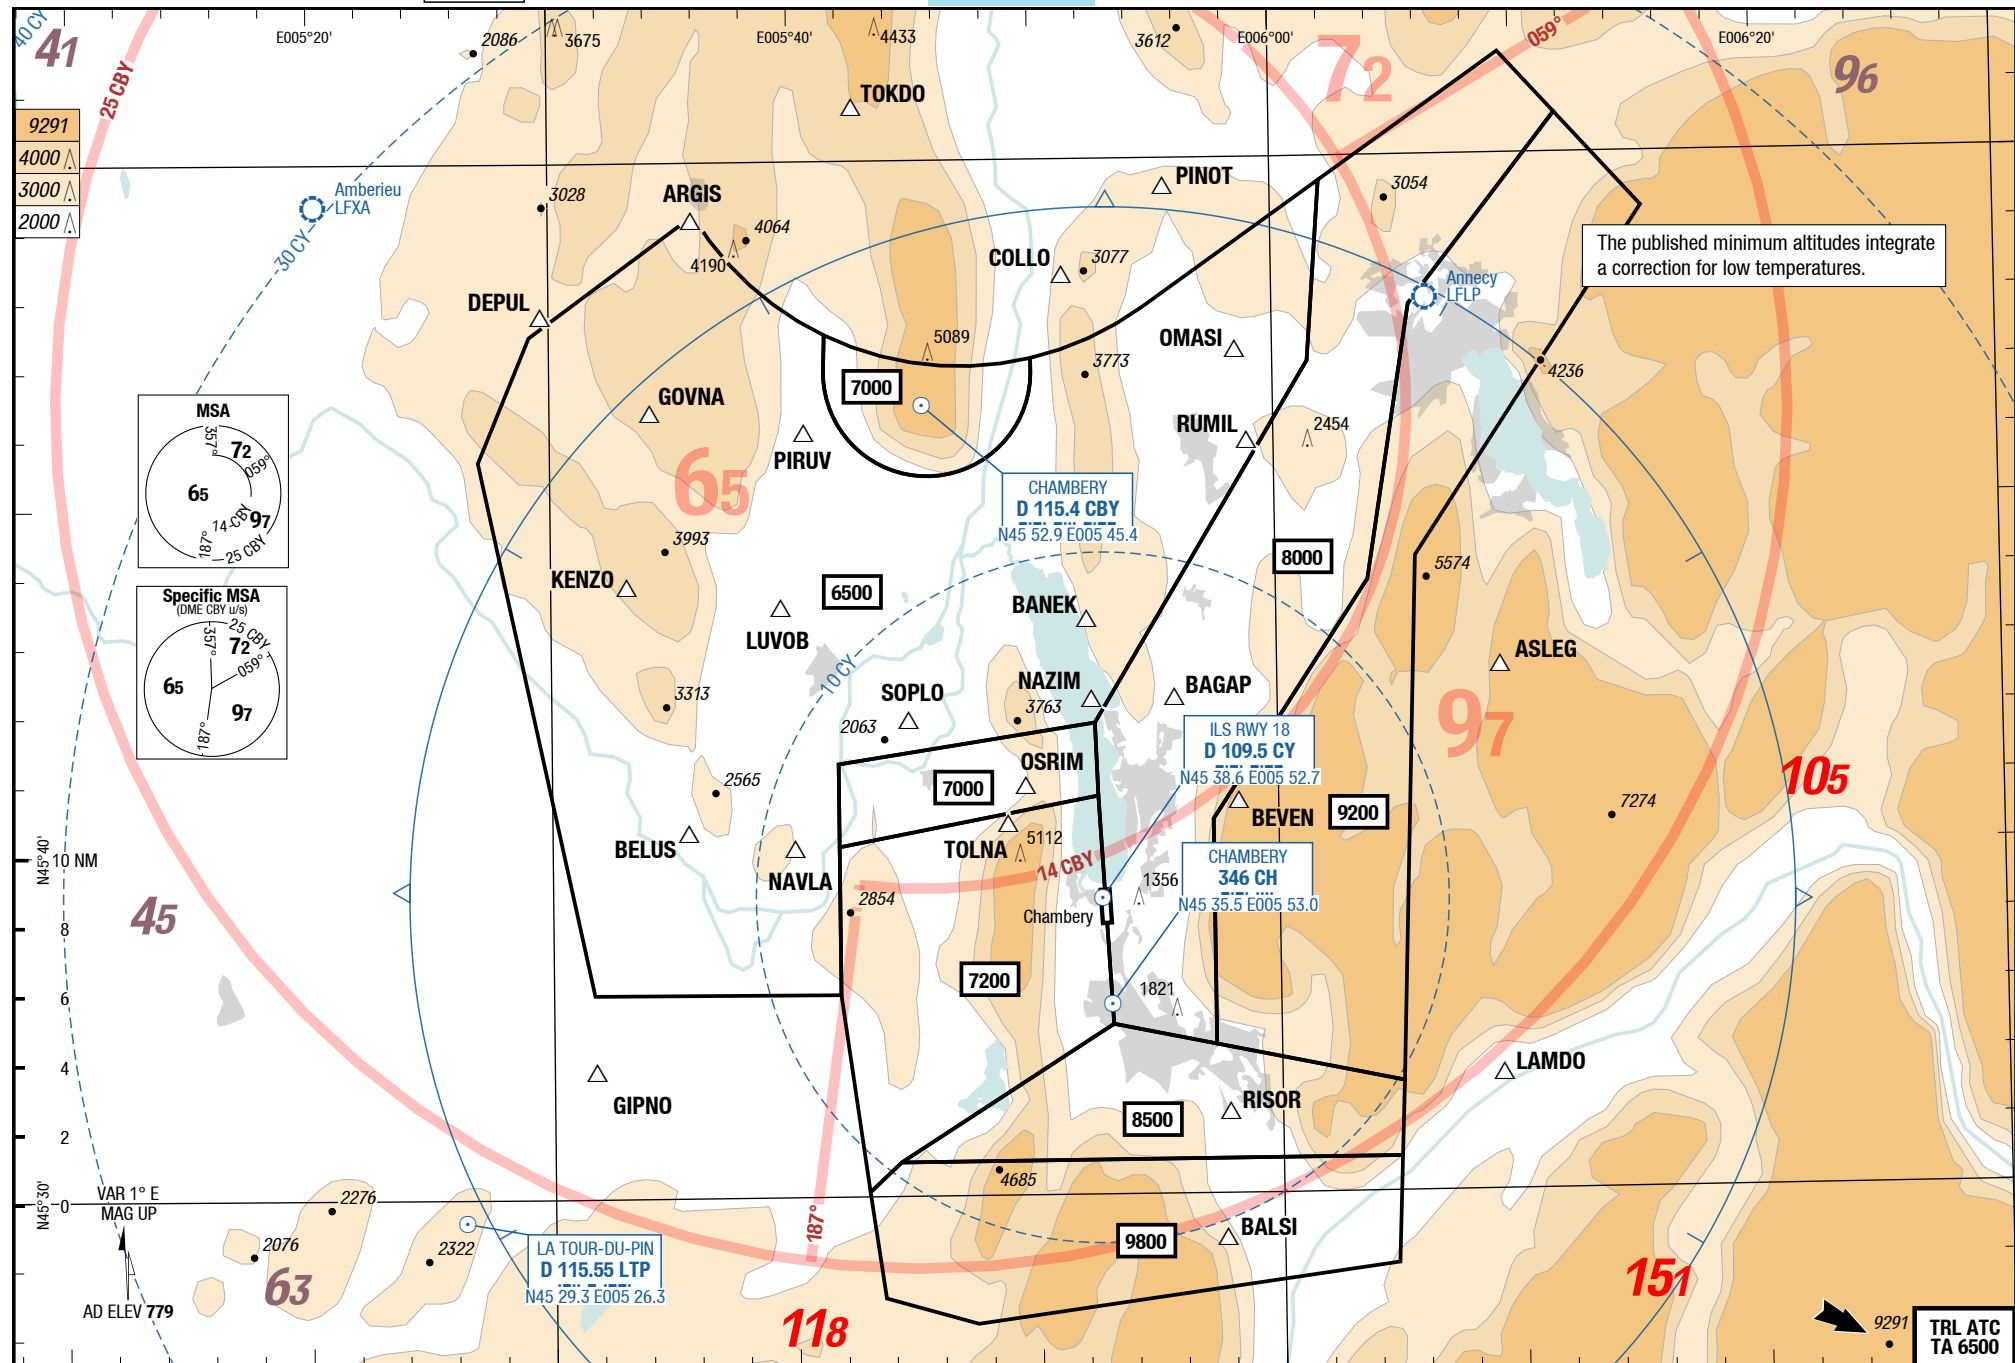 40 CY
41
25 CBY
E005°20'
2086
3675
E005°40'
4433
3612
E006°00'
72
059°
E006°20'
96
TOKDO
9291
4000
3000
2000
Amberieu
LFXA
30 CY
3028
ARGIS
4064
4190
PINOT
3054
COLLO
3077
The published minimum altitudes integrate
a correction for low temperatures.
Annecy
LFLP
DEPUL
5089
OMASI
3773
4236
7000
GOVNA
PIRUV
RUMIL
2454
MSA
357°
72
059°
65
14 CBY
97
187°
25 CBY
65
CHAMBERY
D 115.4 CBY
N45 52.9 E005 45.4
3993
8000
5574
KENZO
6500
LUVOB
BANEK
Specific MSA
(DME CBY u/s)
25 CBY
357°
72
059°
65
97
187°
10 CY
ASLEG
3313
SOPLO
NAZIM
BAGAP
2063
3763
97
ILS RWY 18
D 109.5 CY
N45 38.6 E005 52.7
OSRIM
105
2565
7000
BEVEN
9200
7274
BELUS
TOLNA
5112
14 CBY
N45°40'
10 NM
NAVLA
CHAMBERY
346 CH
N45 35.5 E005 53.0
1356
2854
45
Chambery
8
7200
1821
6
4
LAMDO
GIPNO
RISOR
8500
2
4685
N45°30'
0
VAR 1° E
MAG UP
2276
187°
BALSI
9800
2076
2322
LA TOUR-DU-PIN
D 115.55 LTP
N45 29.3 E005 26.3
63
151
AD ELEV 779
118
9291
TRL ATC
TA 6500